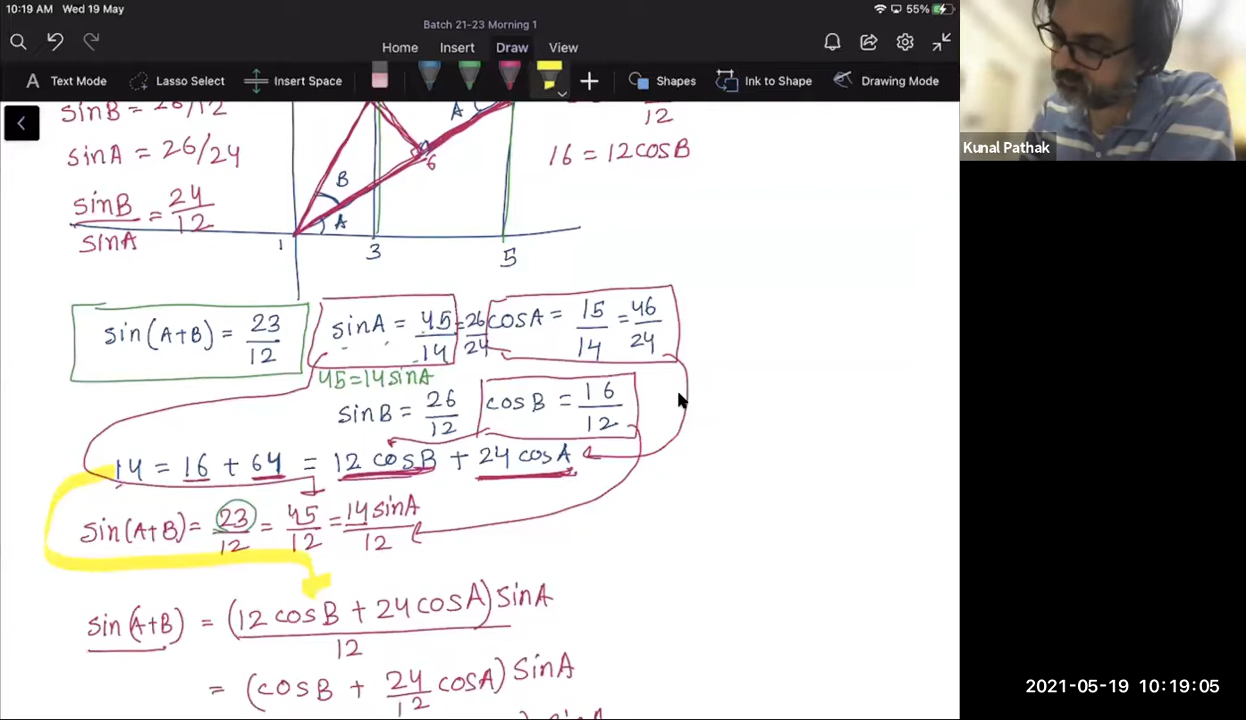 10:19 AM Wed 19 May
55%
Batch 21-23 Morning 1
Home Insert Draw View
Text Mode Lasso Select Insert Space Shapes Ink to Shape Drawing Mode
sinB = 26/12
sinA = 26/24
sinB/sinA = 24/12
12
16 = 12cosB
A
6
B
A
1
3
5
sin(A+B) = 23/12
sinA = 45/14 = 26/24
cosA = 15/14 = 46/24
45=14sinA
sinB = 26/12
cosB = 16/12
14 = 16 + 64 = 12 cosB + 24 cosA
sin(A+B) = 23/12 = 45/12 = 14 sinA/12
sin(A+B) = (12 cosB + 24 cosA) sinA/12
= (cosB + 24/12 cosA) sinA
sinA
Kunal Pathak
2021-05-19 10:19:05